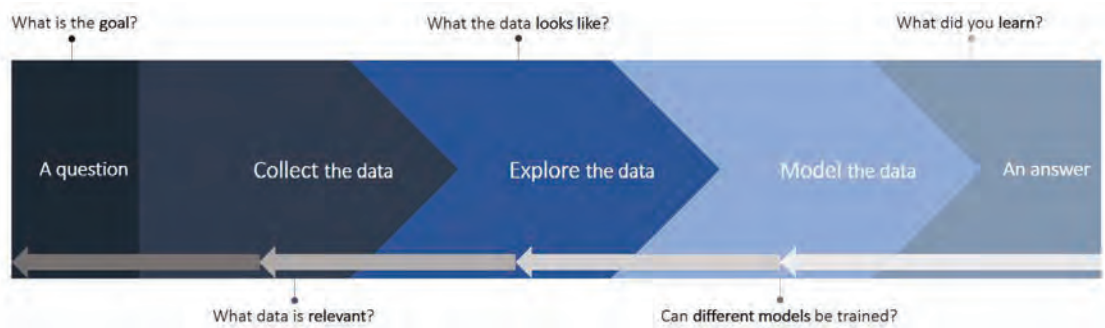 What is the goal?
What the data looks like?
What did you learn?
A question
Collect the data
Explore the data
Model the data
An answer
What data is relevant?
Can different models be trained?